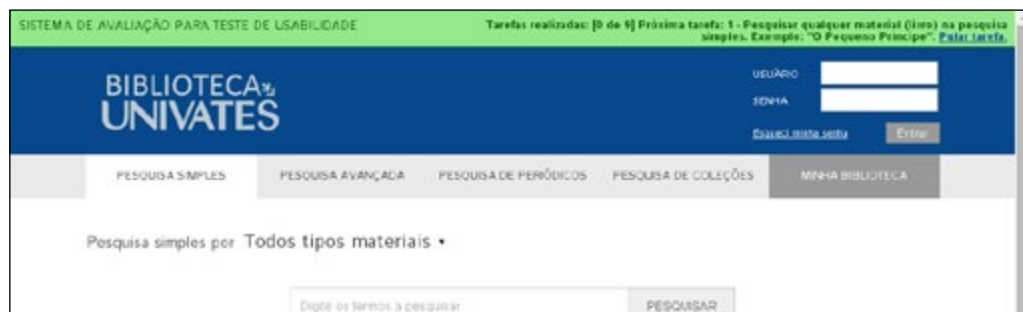 SISTEMA DE AVALIAÇÃO PARA TESTE DE USABILIDADE
Tarefas realizadas: [0 de 9] Próxima tarefa: 1 - Pesquisar qualquer material (livro) na pesquisa
simples. Exemplo: "O Pequeno Príncipe". Pular tarefa.
BIBLIOTECA
UNIVATES
USUÁRIO
SENHA
Esqueci minha senha
Entrar
PESQUISA SIMPLES
PESQUISA AVANÇADA
PESQUISA DE PERIÓDICOS
PESQUISA DE COLEÇÕES
MINHA BIBLIOTECA
Pesquisa simples por Todos tipos materiais
Digite os termos a pesquisar
PESQUISAR